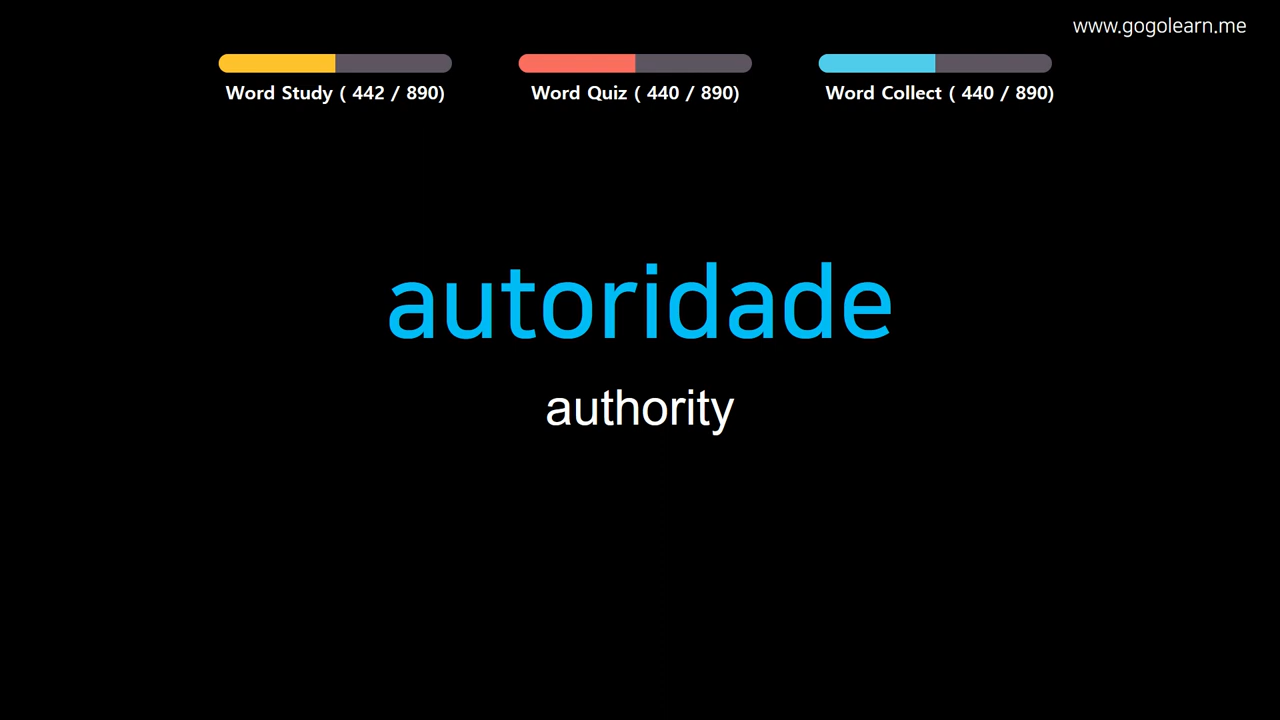 www.gogolearn.me
Word Study ( 442 / 890)
Word Quiz ( 440 / 890)
Word Collect ( 440 / 890)
autoridade
authority